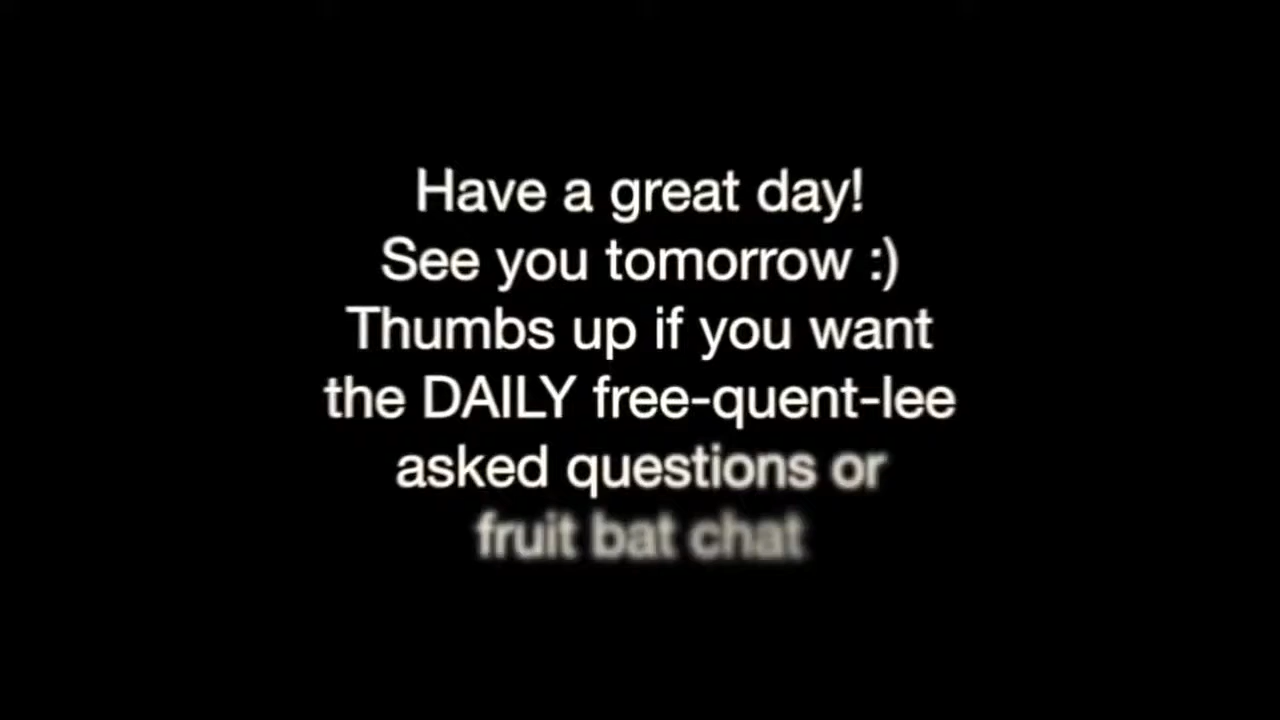 Have a great day!
See you tomorrow :)
Thumbs up if you want
the DAILY free-quent-lee
asked questions or
fruit bat chat